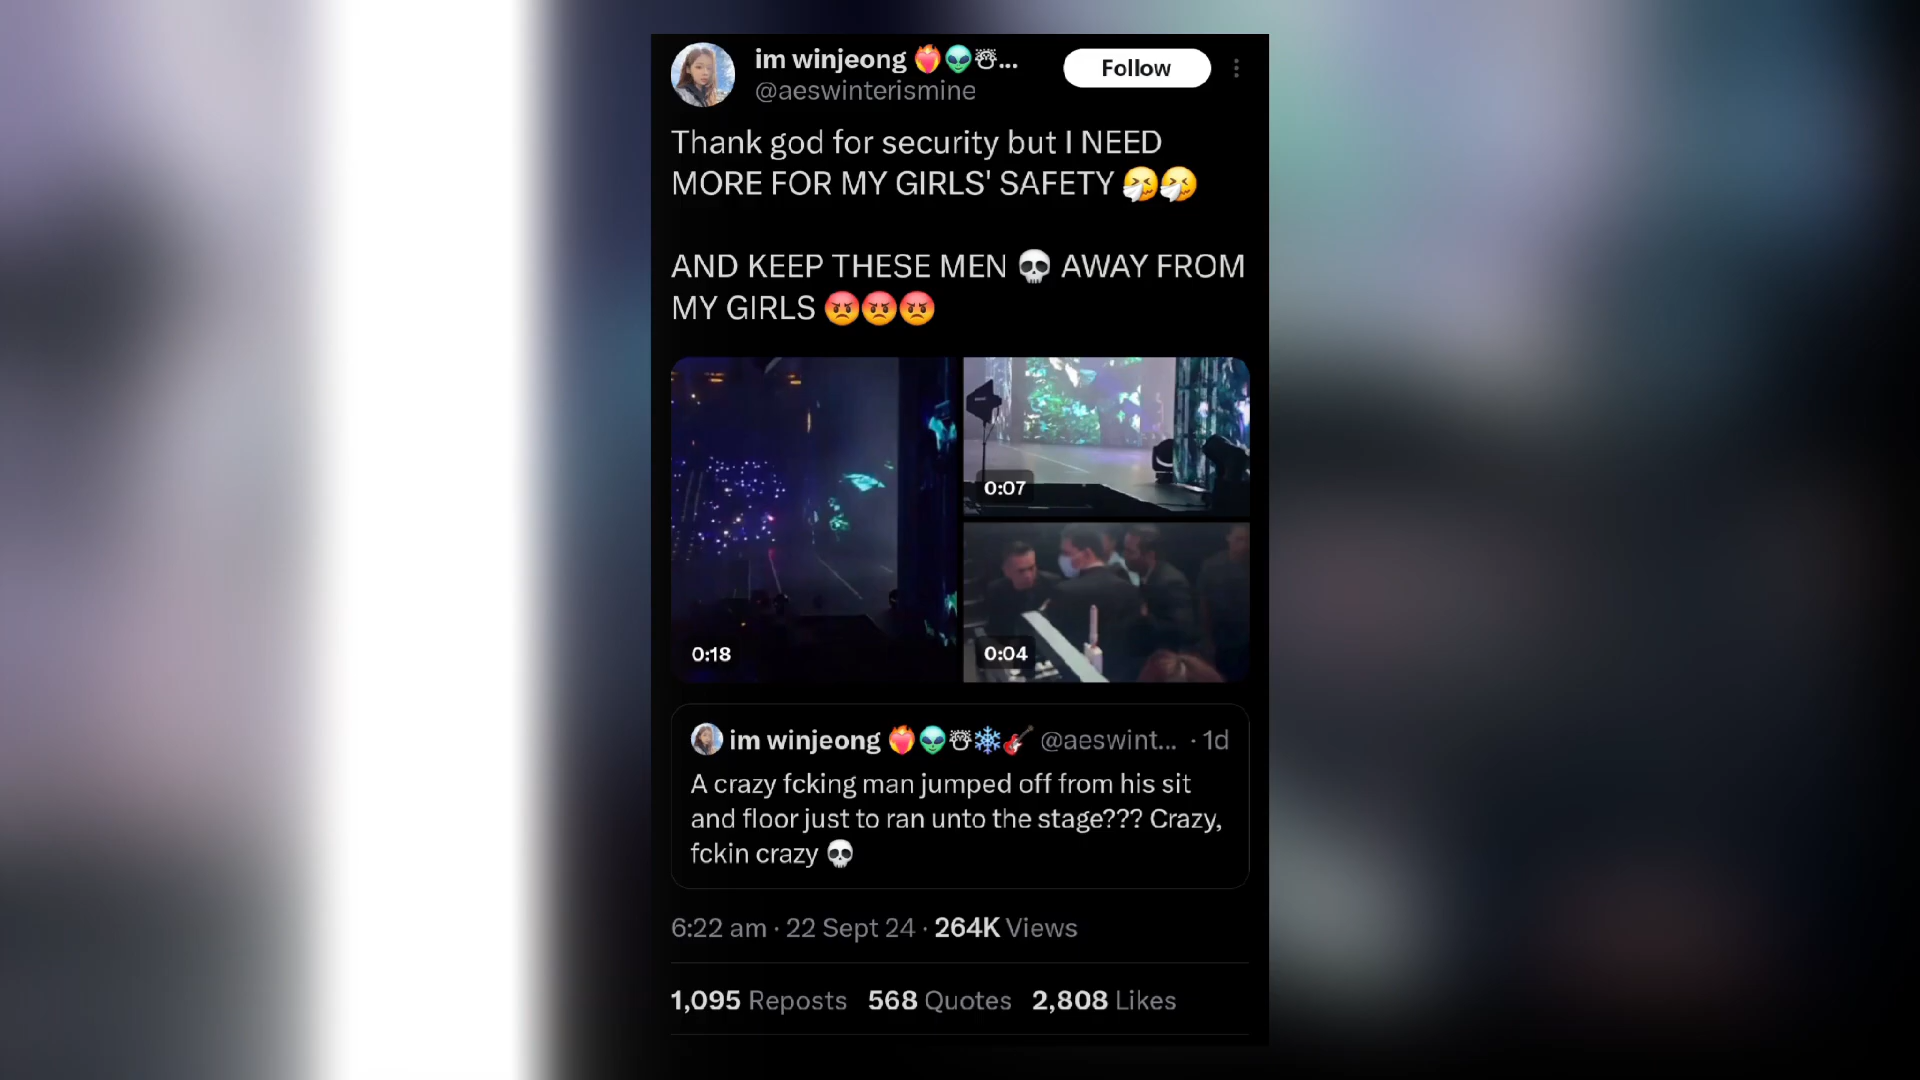 im winjeong ❤️‍🔥👽☃...
@aeswinterismine
Follow
Thank god for security but I NEED
MORE FOR MY GIRLS' SAFETY 🤧🤧
AND KEEP THESE MEN 💀 AWAY FROM
MY GIRLS 😡😡😡
0:18
0:07
0:04
im winjeong ❤️‍🔥👽☃❄️🎸 @aeswint... · 1d
A crazy fcking man jumped off from his sit
and floor just to ran unto the stage??? Crazy,
fckin crazy 💀
6:22 am · 22 Sept 24 · 264K Views
1,095 Reposts 568 Quotes 2,808 Likes